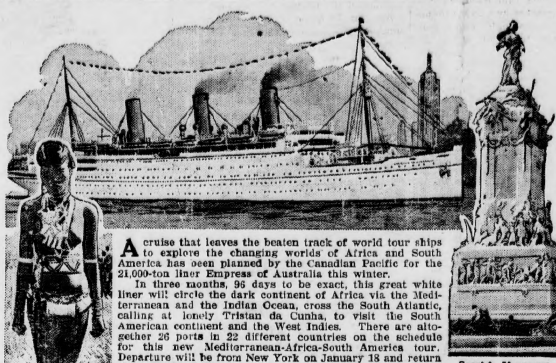 A cruise that leaves the beaten track of world tour ships
to explore the changing worlds of Africa and South
America has been planned by the Canadian Pacific for the
21,000-ton liner Empress of Australia this winter.
In three months, 96 days to be exact, this great white
liner will circle the dark continent of Africa via the Medi-
terranean and the Indian Ocean, cross the South Atlantic,
calling at lonely Tristan da Cunha, to visit the South
American continent and the West Indies. There are alto-
gether 26 ports in 22 different countries on the schedule
for this new Mediterranean-Africa-South America tour.
Departure will be from New York on January 18 and return